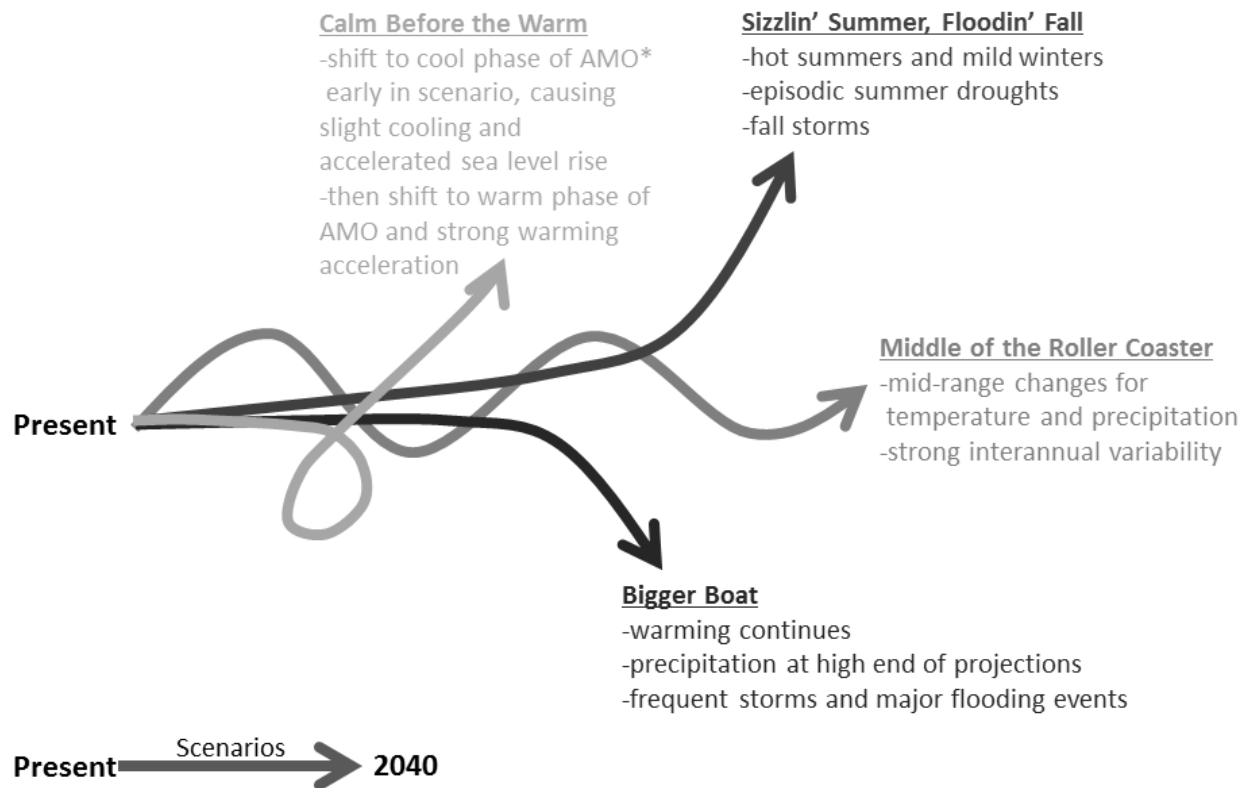 Calm Before the Warm
-shift to cool phase of AMO*
early in scenario, causing
slight cooling and
accelerated sea level rise
-then shift to warm phase of
AMO and strong warming
acceleration
Sizzlin’ Summer, Floodin’ Fall
-hot summers and mild winters
-episodic summer droughts
-fall storms
Middle of the Roller Coaster
-mid-range changes for
temperature and precipitation
-strong interannual variability
Present
Bigger Boat
-warming continues
-precipitation at high end of projections
-frequent storms and major flooding events
Scenarios
Present
2040